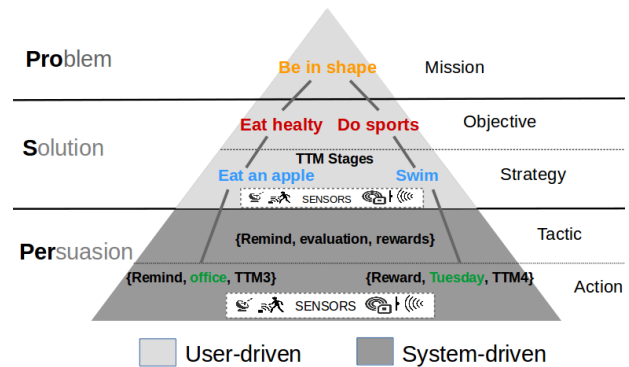 Problem
Be in shape
Mission
Eat healty Do sports
Objective
Solution
TTM Stages
Eat an apple Swim
Strategy
SENSORS
{Remind, evaluation, rewards}
Tactic
Persuasion
{Remind, office, TTM3} {Reward, Tuesday, TTM4}
Action
SENSORS
User-driven System-driven